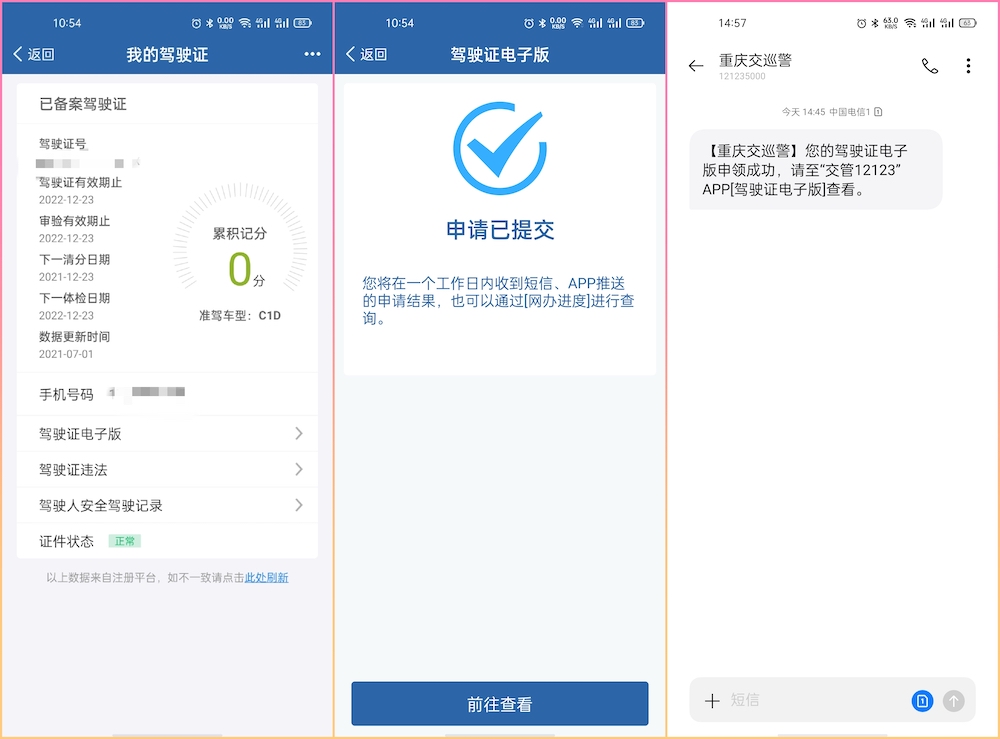 10:54
0.00
KB/S
4G
4G
83
返回
我的驾驶证
已备案驾驶证
驾驶证号
驾驶证有效期止
2022-12-23
审验有效期止
2022-12-23
下一清分日期
2021-12-23
下一体检日期
2022-12-23
数据更新时间
2021-07-01
累积记分
0分
准驾车型：C1D
手机号码
驾驶证电子版
驾驶证违法
驾驶人安全驾驶记录
证件状态 正常
以上数据来自注册平台，如不一致请点击此处刷新
10:54
0.00
KB/S
4G
4G
83
返回
驾驶证电子版
申请已提交
您将在一个工作日内收到短信、APP推送
的申请结果，也可以通过[网办进度]进行查
询。
前往查看
14:57
63.0
KB/S
4G
4G
63
重庆交巡警
121235000
今天 14:45 中国电信1 1
【重庆交巡警】您的驾驶证电子
版申领成功，请至“交管12123”
APP[驾驶证电子版]查看。
短信
1